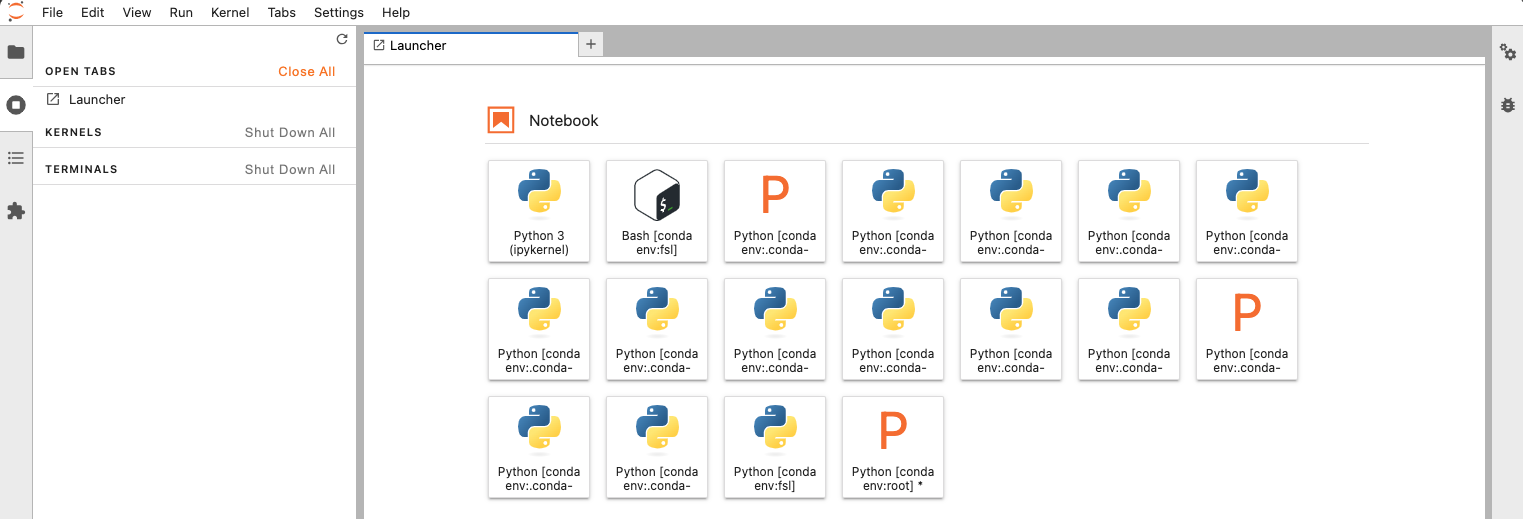 File Edit View Run Kernel Tabs Settings Help
OPEN TABS Close All
Launcher
KERNELS Shut Down All
TERMINALS Shut Down All
Launcher +
Notebook
Python 3
(ipykernel)
Bash [conda
env:fsl]
Python [conda
env:.conda-
Python [conda
env:.conda-
Python [conda
env:.conda-
Python [conda
env:.conda-
Python [conda
env:.conda-
Python [conda
env:.conda-
Python [conda
env:.conda-
Python [conda
env:.conda-
Python [conda
env:.conda-
Python [conda
env:.conda-
Python [conda
env:.conda-
P
Python [conda
env:.conda-
Python [conda
env:.conda-
Python [conda
env:.conda-
Python [conda
env:fsl]
P
Python [conda
env:root] *